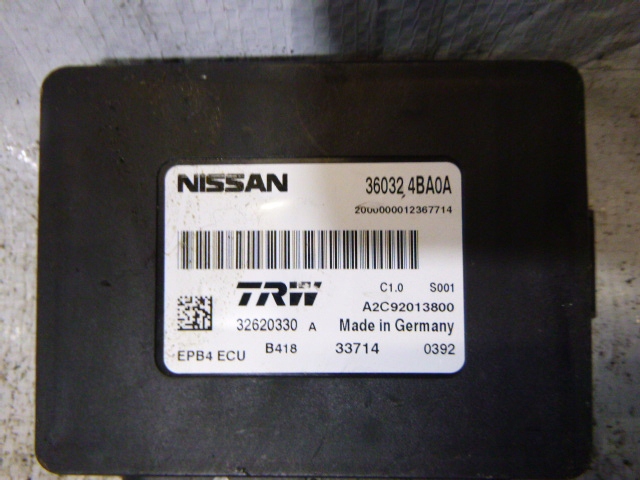 NISSAN 36032 4BA0A
2000000012367714
TRW C1.0 S001
A2C92013800
32620330 A Made in Germany
EPB4 ECU B418 33714 0392